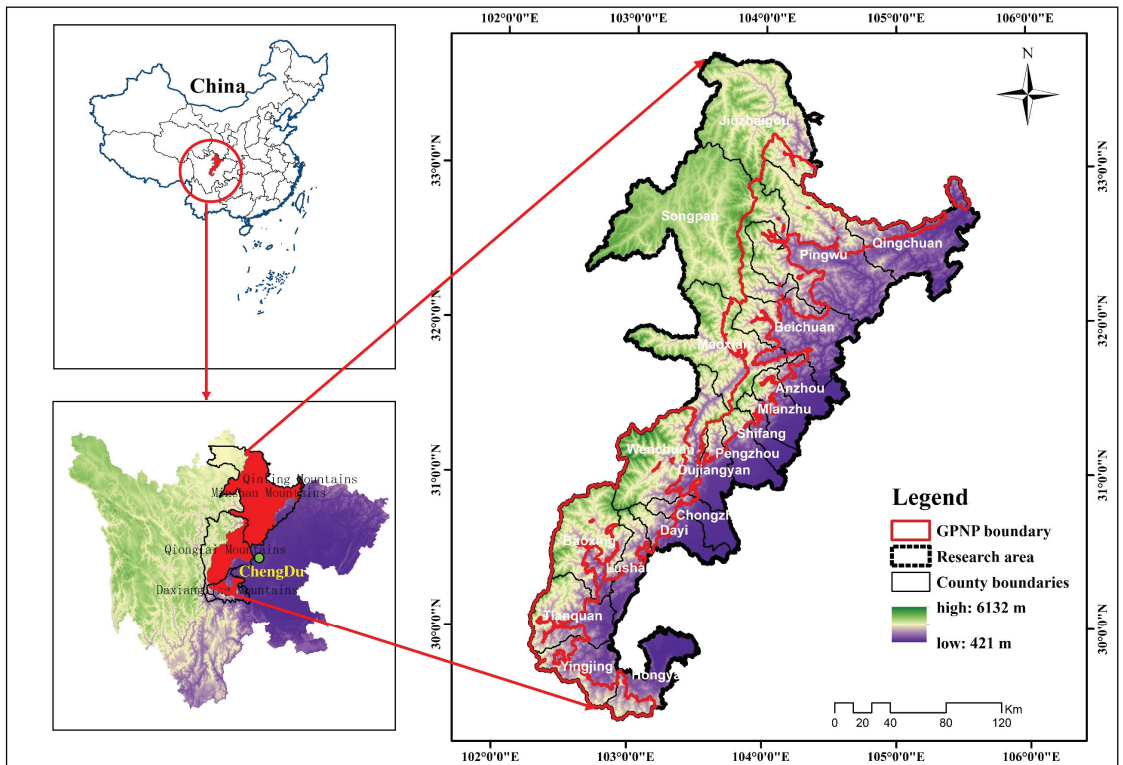 China
Qinling Mountains
Minshan Mountains
Qionglai Mountains
ChengDu
Daxiangling Mountains
102°0'0"E 103°0'0"E 104°0'0"E 105°0'0"E 106°0'0"E
N
33°0'0"N
32°0'0"N
31°0'0"N
30°0'0"N
33°0'0"N
32°0'0"N
31°0'0"N
30°0'0"N
Jiuzhaigou
Songpan
Qingchuan
Pingwu
Beichuan
Maoxian
Anzhou
Mianzhu
Shifang
Wenchuan
Pengzhou
Dujiangyan
Chongzh
Dayi
Baoxing
Lusha
Tianquan
Yingjing
Hongya
Legend
GPNP boundary
Research area
County boundaries
high: 6132 m
low: 421 m
Km
0 20 40 80 120
102°0'0"E 103°0'0"E 104°0'0"E 105°0'0"E 106°0'0"E